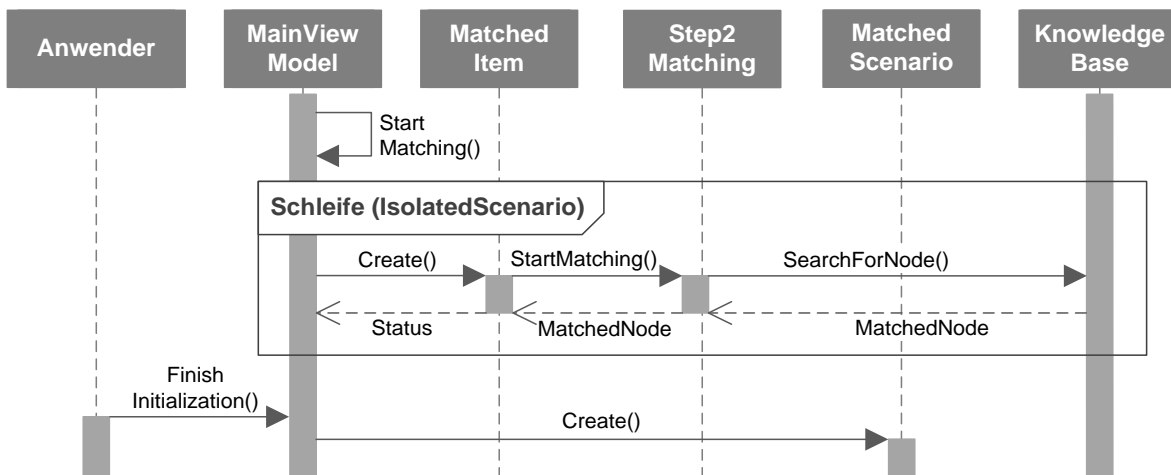 Anwender
MainView
Model
Matched
Item
Step2
Matching
Matched
Scenario
Knowledge
Base
Start
Matching()
Schleife (IsolatedScenario)
Create()
StartMatching()
SearchForNode()
Status
MatchedNode
MatchedNode
Finish
Initialization()
Create()